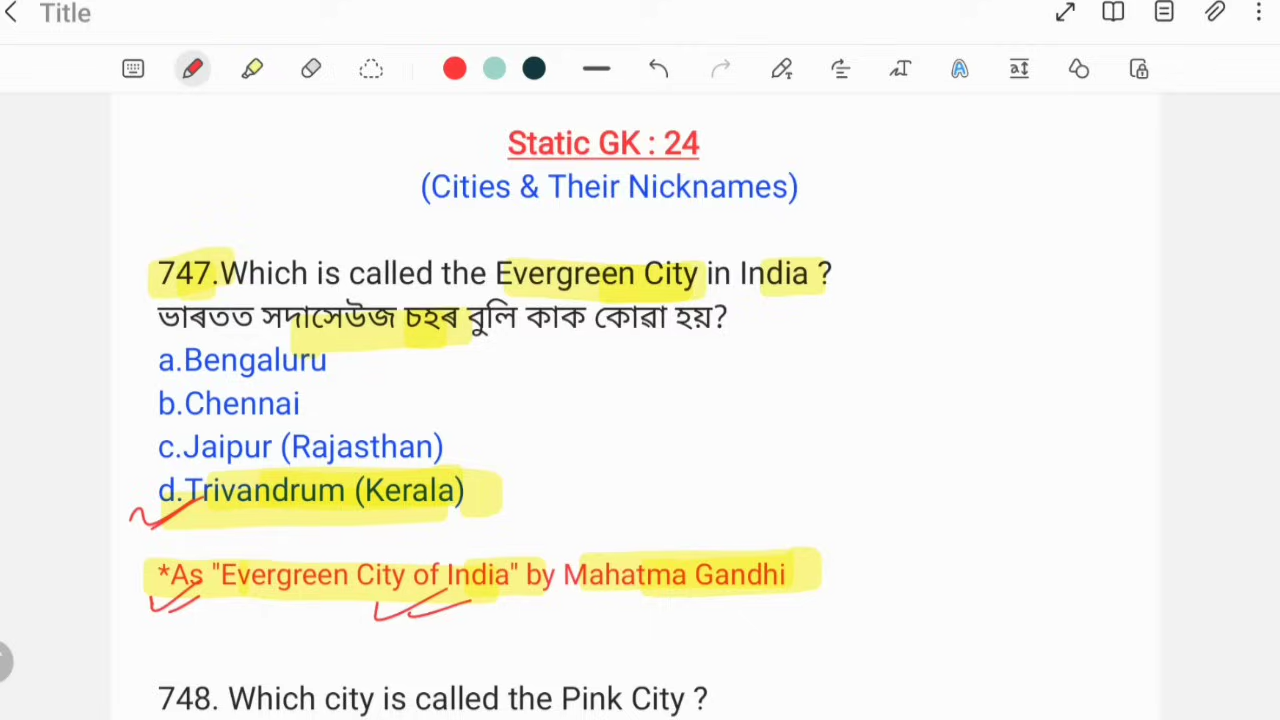 Title
Static GK : 24
(Cities & Their Nicknames)
747.Which is called the Evergreen City in India ?
ভাৰতত সদাসেউজ চহৰ বুলি কাক কোৱা হয়?
a.Bengaluru
b.Chennai
c.Jaipur (Rajasthan)
d.Trivandrum (Kerala)
*As "Evergreen City of India" by Mahatma Gandhi
748. Which city is called the Pink City ?